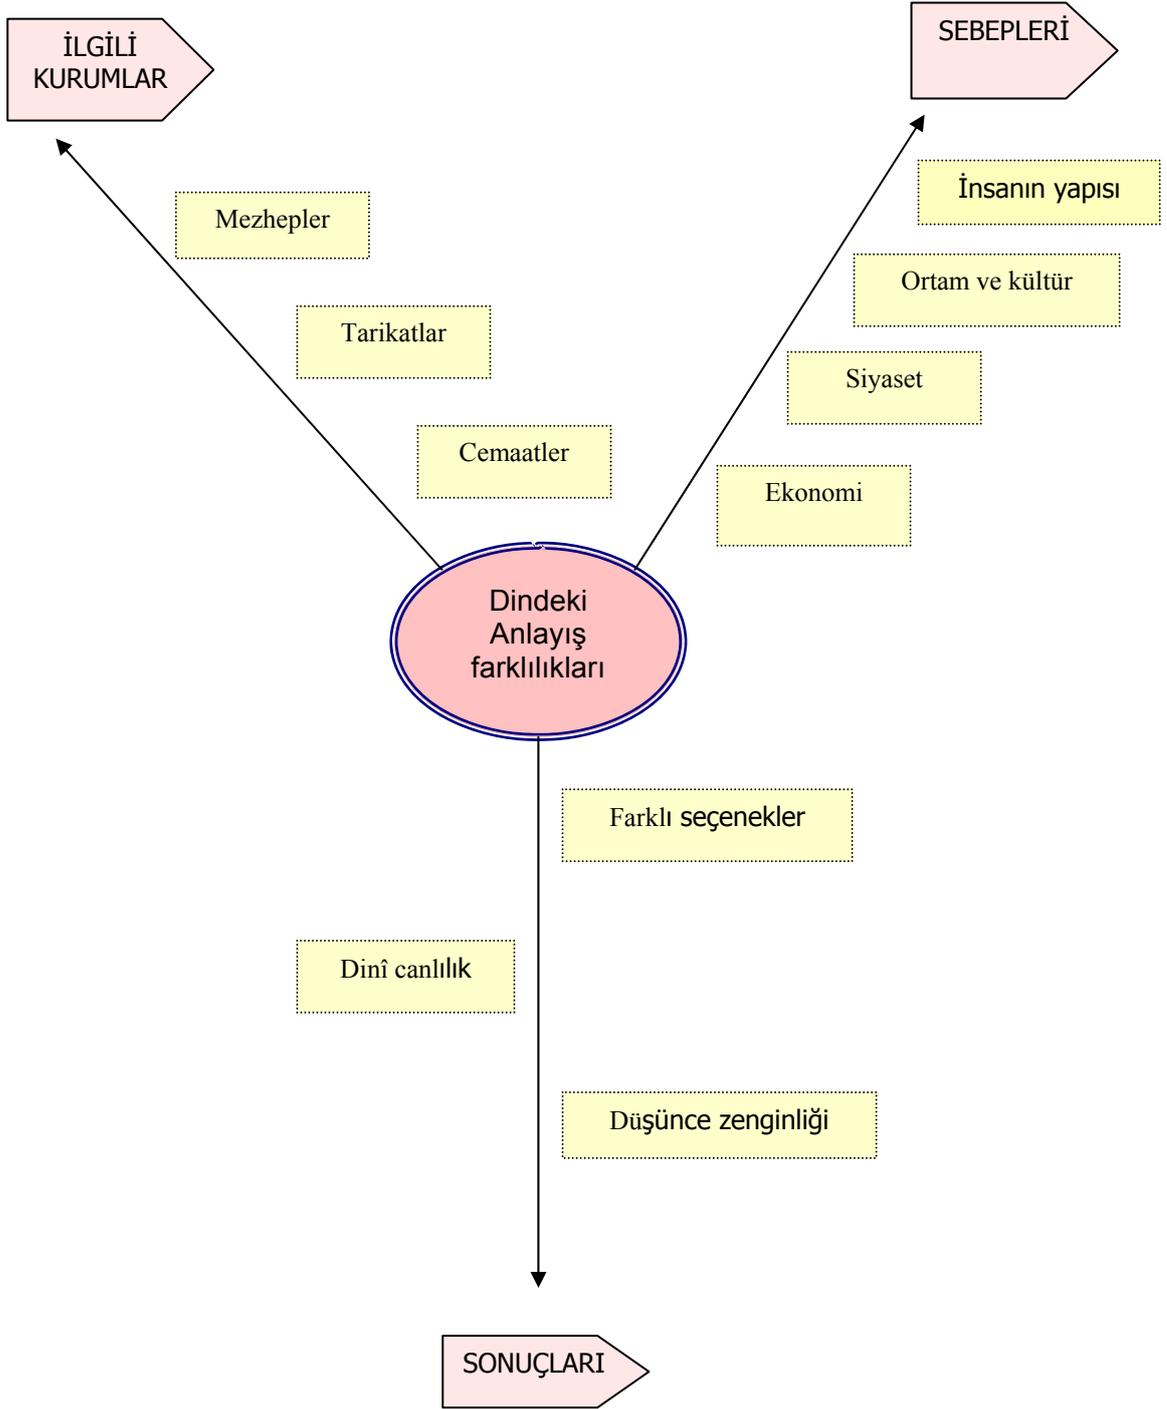 İLGİLİ
KURUMLAR
SEBEPLERİ
Mezhepler
Tarikatlar
Cemaatler
İnsanın yapısı
Ortam ve kültür
Siyaset
Ekonomi
Dindeki
Anlayış
farklılıkları
Farklı seçenekler
Dinî canlılık
Düşünce zenginliği
SONUÇLARI